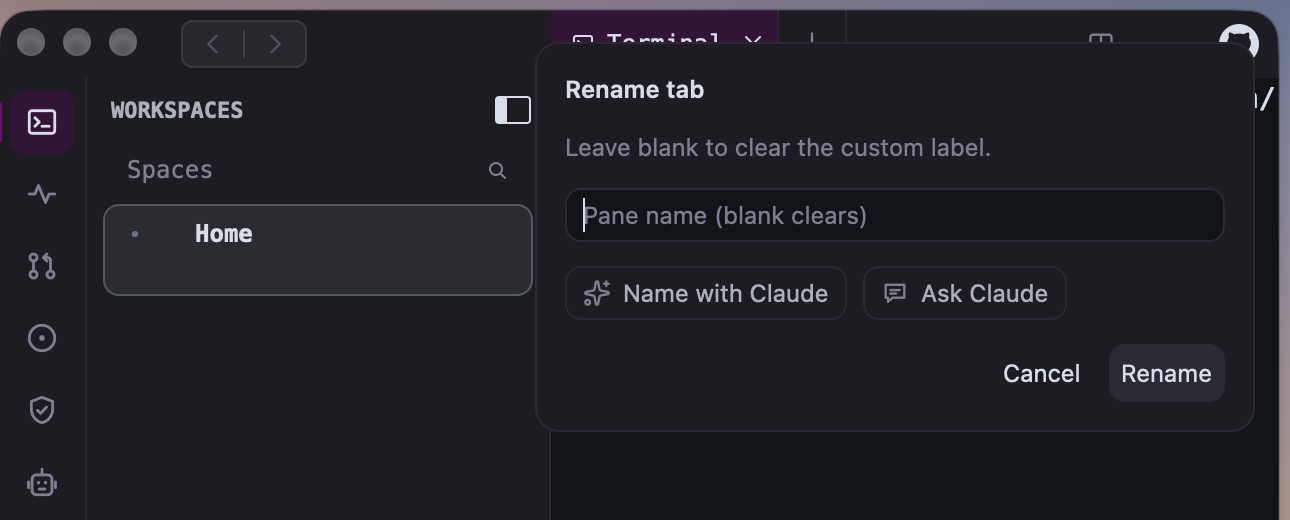 Terminal
WORKSPACES
Spaces
Home
Rename tab
Leave blank to clear the custom label.
Pane name (blank clears)
Name with Claude
Ask Claude
Cancel
Rename